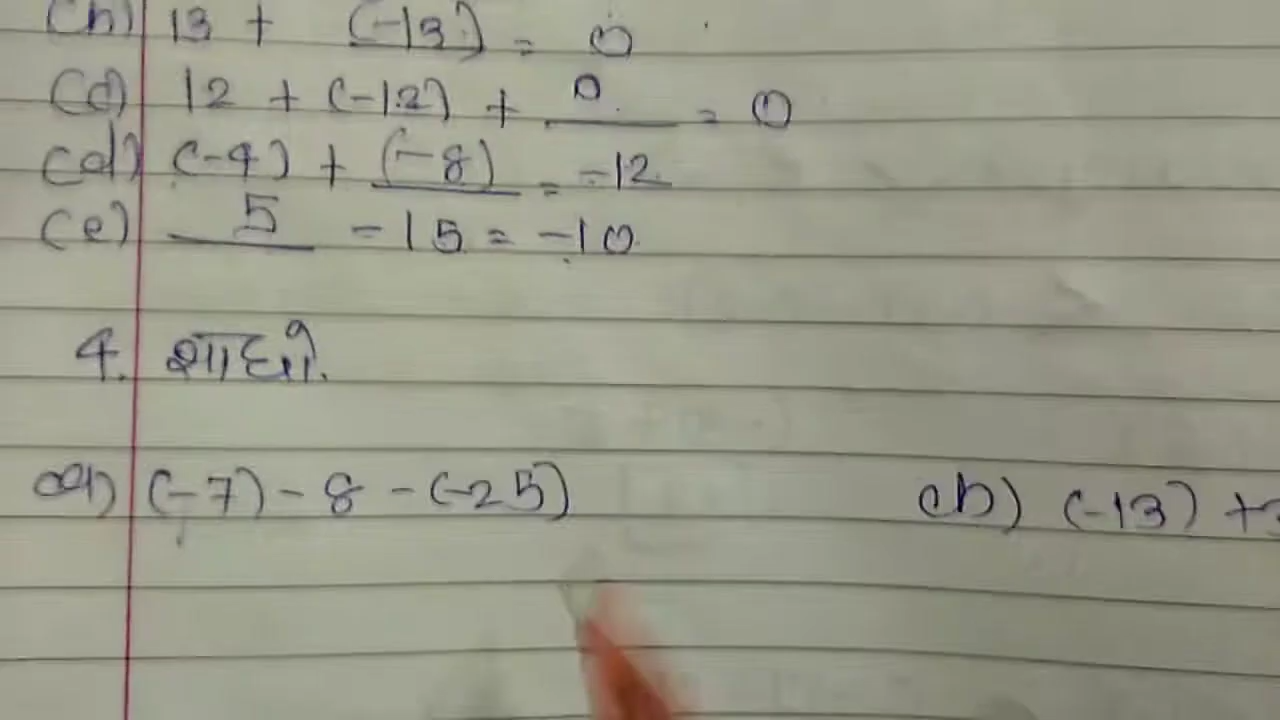 (b) 13 + (-13) = 0
(c) 12 + (-12) + 0 = 0
(d) (-4) + (-8) = -12
(e) 5 - 15 = -10
4. શોધો.
(a) (-7) - 8 - (-25)
(b) (-13) +